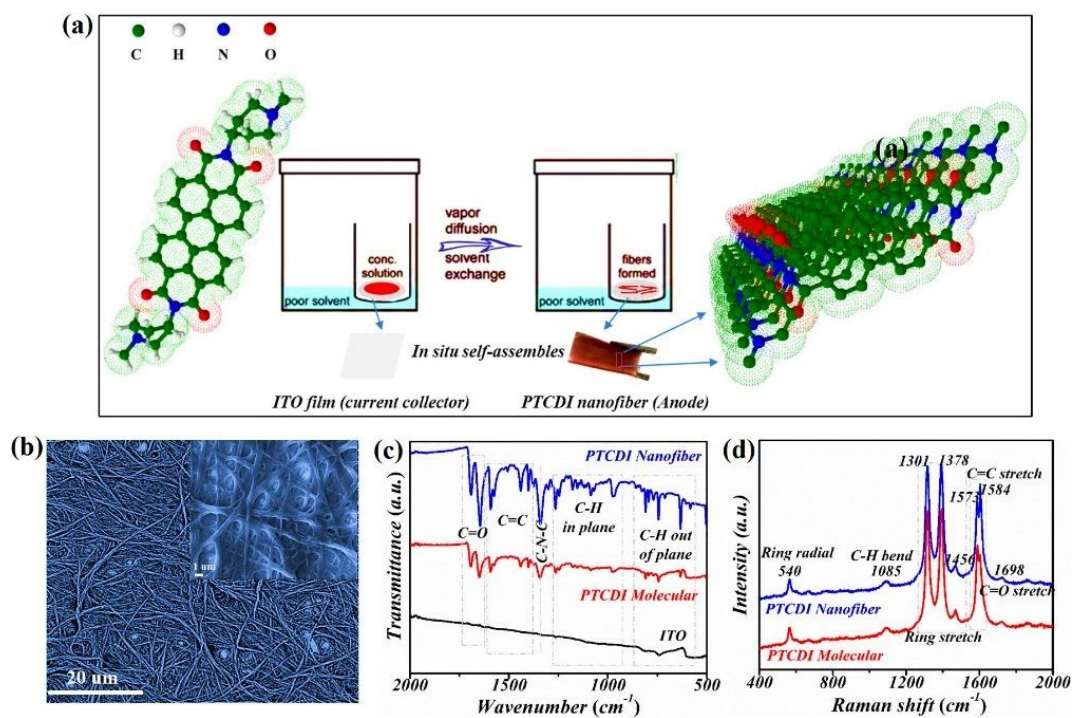 (a)
C H N O
(a)
vapor
diffusion
solvent
exchange
conc.
solution
poor solvent
fibers
formed
poor solvent
In situ self-assembles
ITO film (current collector)
PTCDI nanofiber (Anode)
(b)
1 um
20 um
(c)
PTCDI Nanofiber
C=O
C=C
C-N-C
C-H
in plane
C-H out
of plane
PTCDI Molecular
ITO
Transmittance (a.u.)
2000 1500 1000 500
Wavenumber (cm-1)
(d)
1301 1378
C=C stretch
1573 1584
Ring radial
540
C-H bend
1085
1456
1698
C=O stretch
PTCDI Nanofiber
Ring stretch
PTCDI Molecular
Intensity (a.u.)
400 800 1200 1600 2000
Raman shift (cm-1)